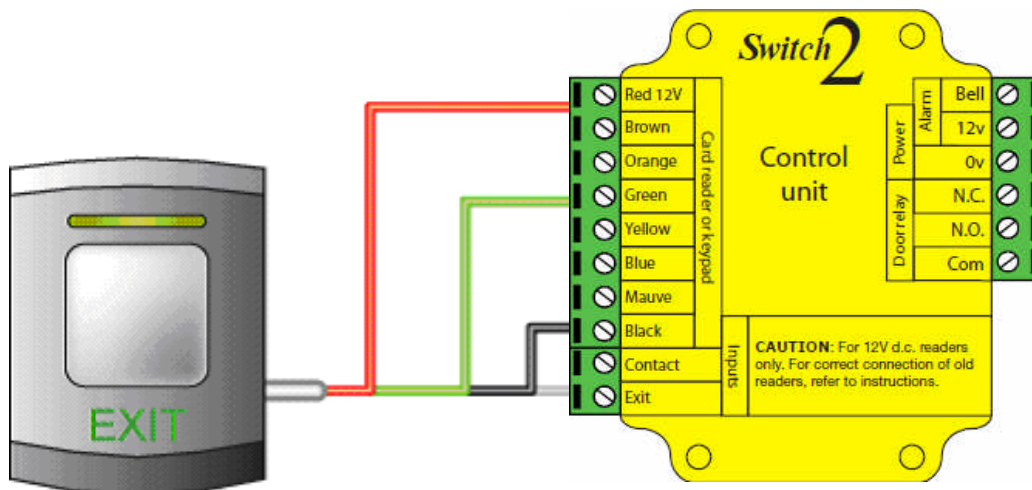 EXIT
Switch2
Control
unit
Red 12V
Brown
Orange
Green
Yellow
Blue
Mauve
Black
Contact
Exit
Card reader or keypad
Inputs
Alarm
Power
Door relay
Bell
12v
0v
N.C.
N.O.
Com
CAUTION: For 12V d.c. readers
only. For correct connection of old
readers, refer to instructions.